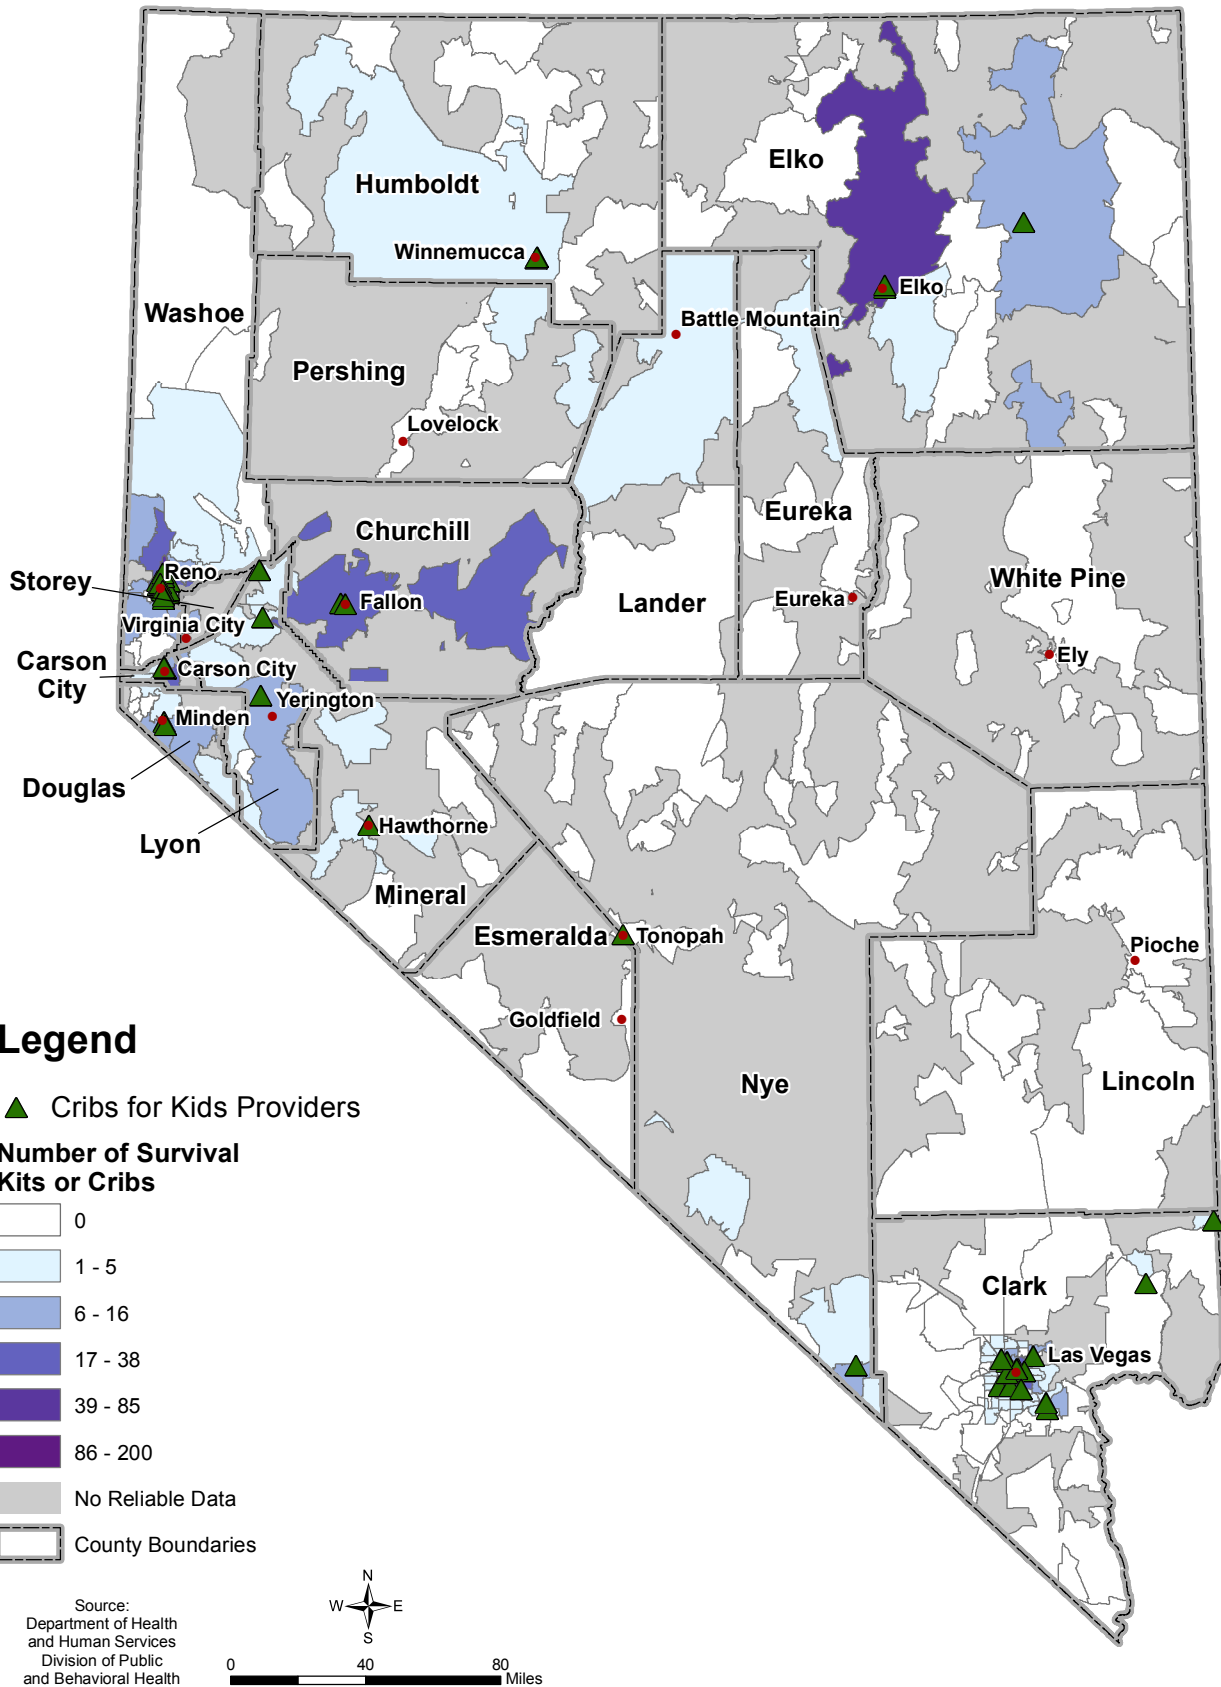 Elko
Humboldt
Winnemucca
Elko
Washoe
Battle Mountain
Pershing
Lovelock
Eureka
Churchill
Reno
Storey
White Pine
Fallon
Lander
Eureka
Virginia City
Ely
Carson
City
Carson City
Yerington
Minden
Douglas
Hawthorne
Lyon
Mineral
Esmeralda
Tonopah
Pioche
Goldfield
Nye
Lincoln
Clark
Las Vegas
Legend
Cribs for Kids Providers
Number of Survival
Kits or Cribs
0
1 - 5
6 - 16
17 - 38
39 - 85
86 - 200
No Reliable Data
County Boundaries
Source:
Department of Health
and Human Services
Division of Public
and Behavioral Health
N
W E
S
0 40 80
Miles